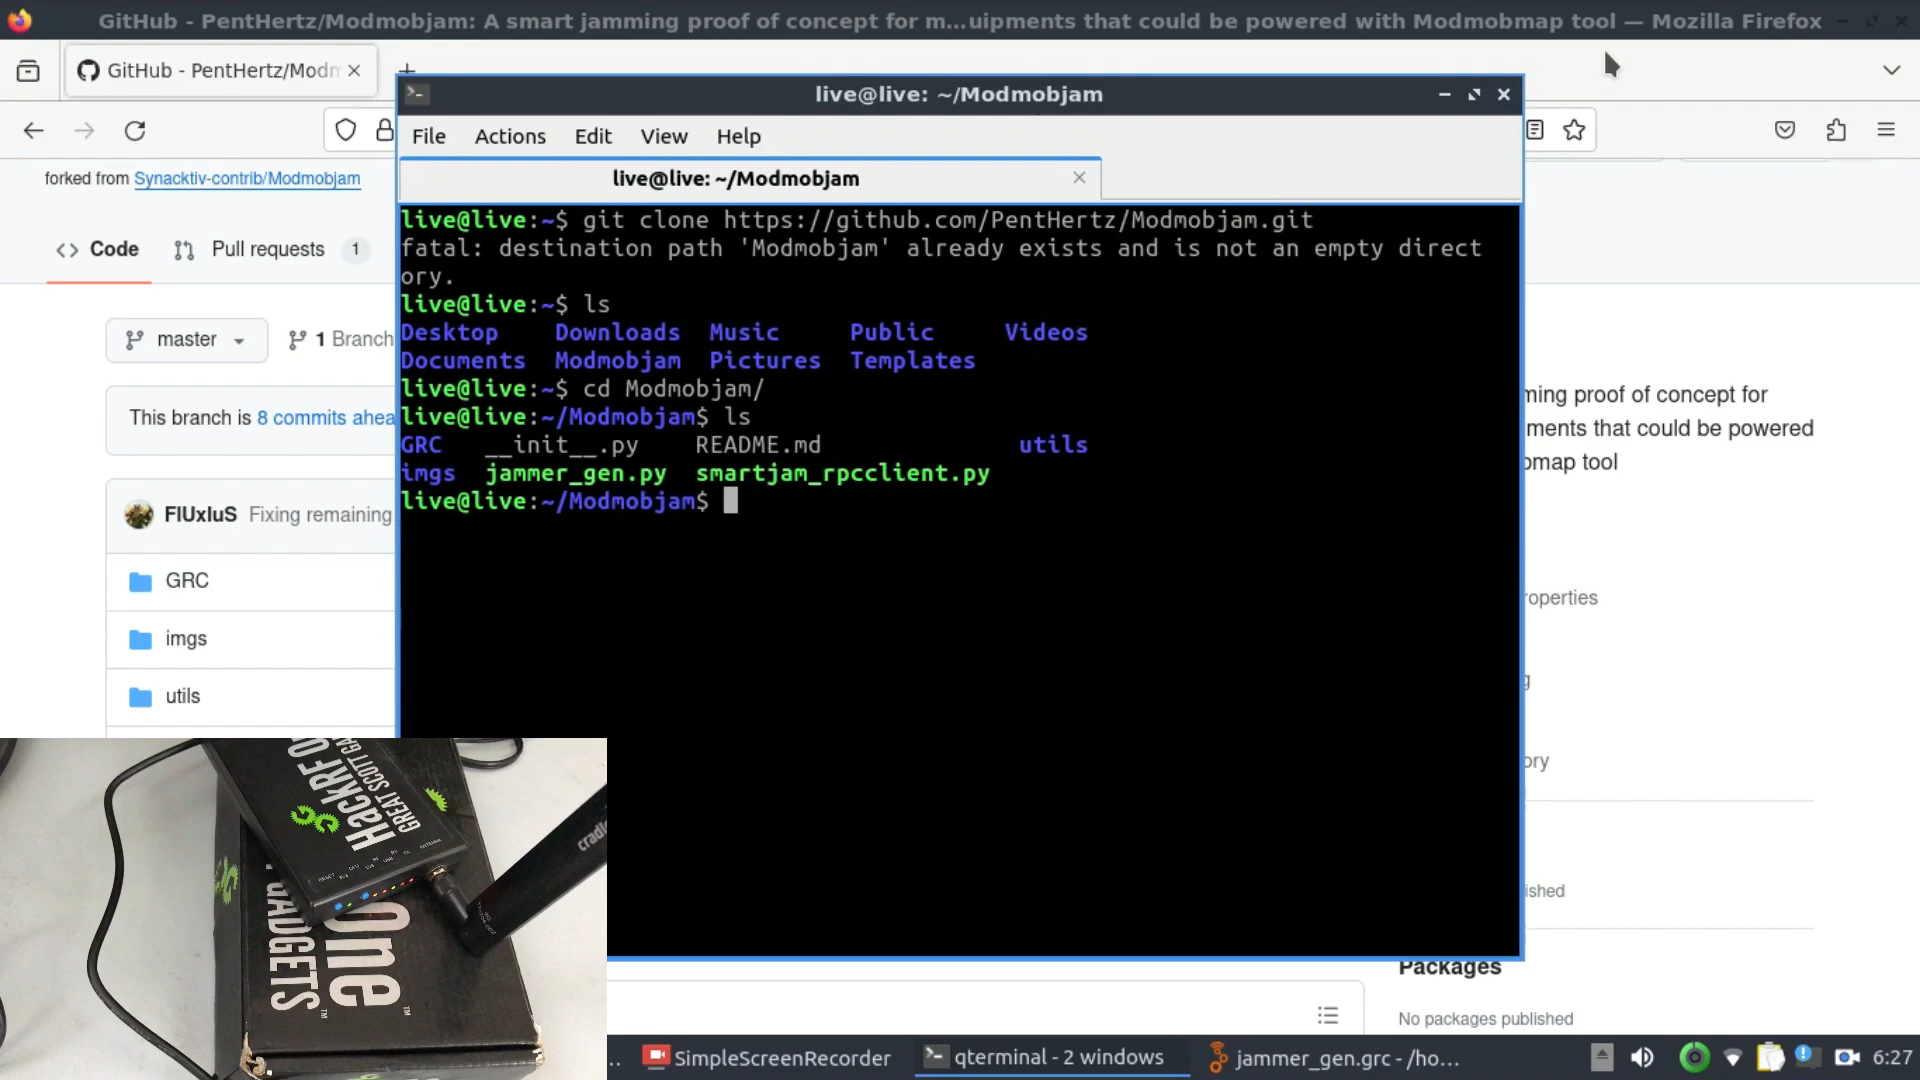 GitHub - PentHertz/Modmobjam: A smart jamming proof of concept for m...uipments that could be powered with Modmobmap tool — Mozilla Firefox
GitHub - PentHertz/Modm
live@live: ~/Modmobjam
File Actions Edit View Help
live@live: ~/Modmobjam
forked from Synacktiv-contrib/Modmobjam
Code
Pull requests 1
master
1 Branch
This branch is 8 commits ahea
FlUxIuS Fixing remaining
GRC
imgs
utils
live@live:~$ git clone https://github.com/PentHertz/Modmobjam.git
fatal: destination path 'Modmobjam' already exists and is not an empty direct
ory.
live@live:~$ ls
Desktop Downloads Music Public Videos
Documents Modmobjam Pictures Templates
live@live:~$ cd Modmobjam/
live@live:~/Modmobjam$ ls
GRC __init__.py README.md utils
imgs jammer_gen.py smartjam_rpcclient.py
live@live:~/Modmobjam$
ming proof of concept for
ments that could be powered
bmap tool
roperties
g
ory
ished
Packages
No packages published
HackRF O
GREAT SCOTT GA
One
GADGETS
cradle
.. SimpleScreenRecorder
qterminal - 2 windows
jammer_gen.grc - /ho...
6:27